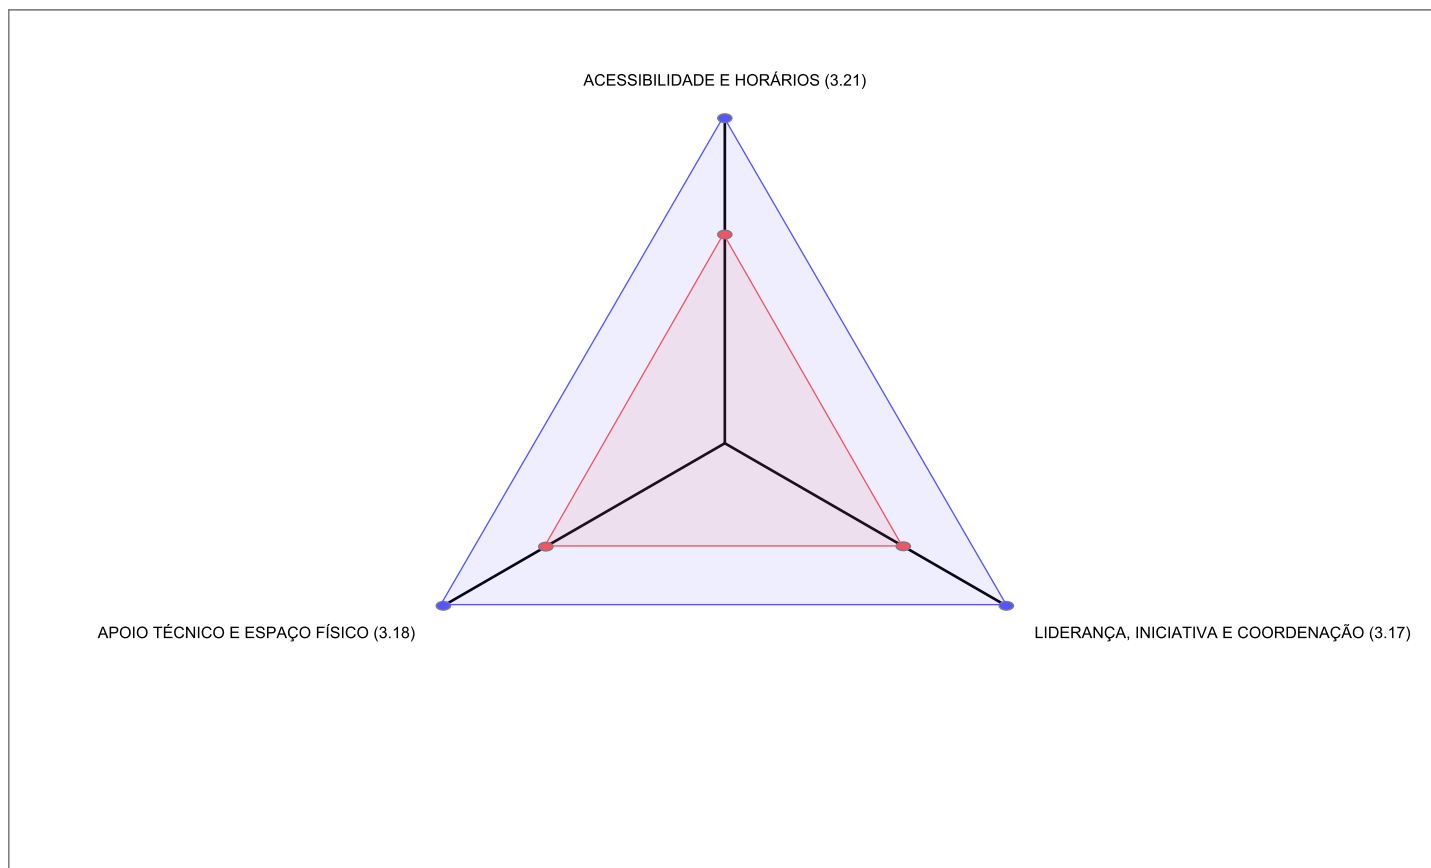 ACESSIBILIDADE E HORÁRIOS (3.21)
APOIO TÉCNICO E ESPAÇO FÍSICO (3.18)
LIDERANÇA, INICIATIVA E COORDENAÇÃO (3.17)